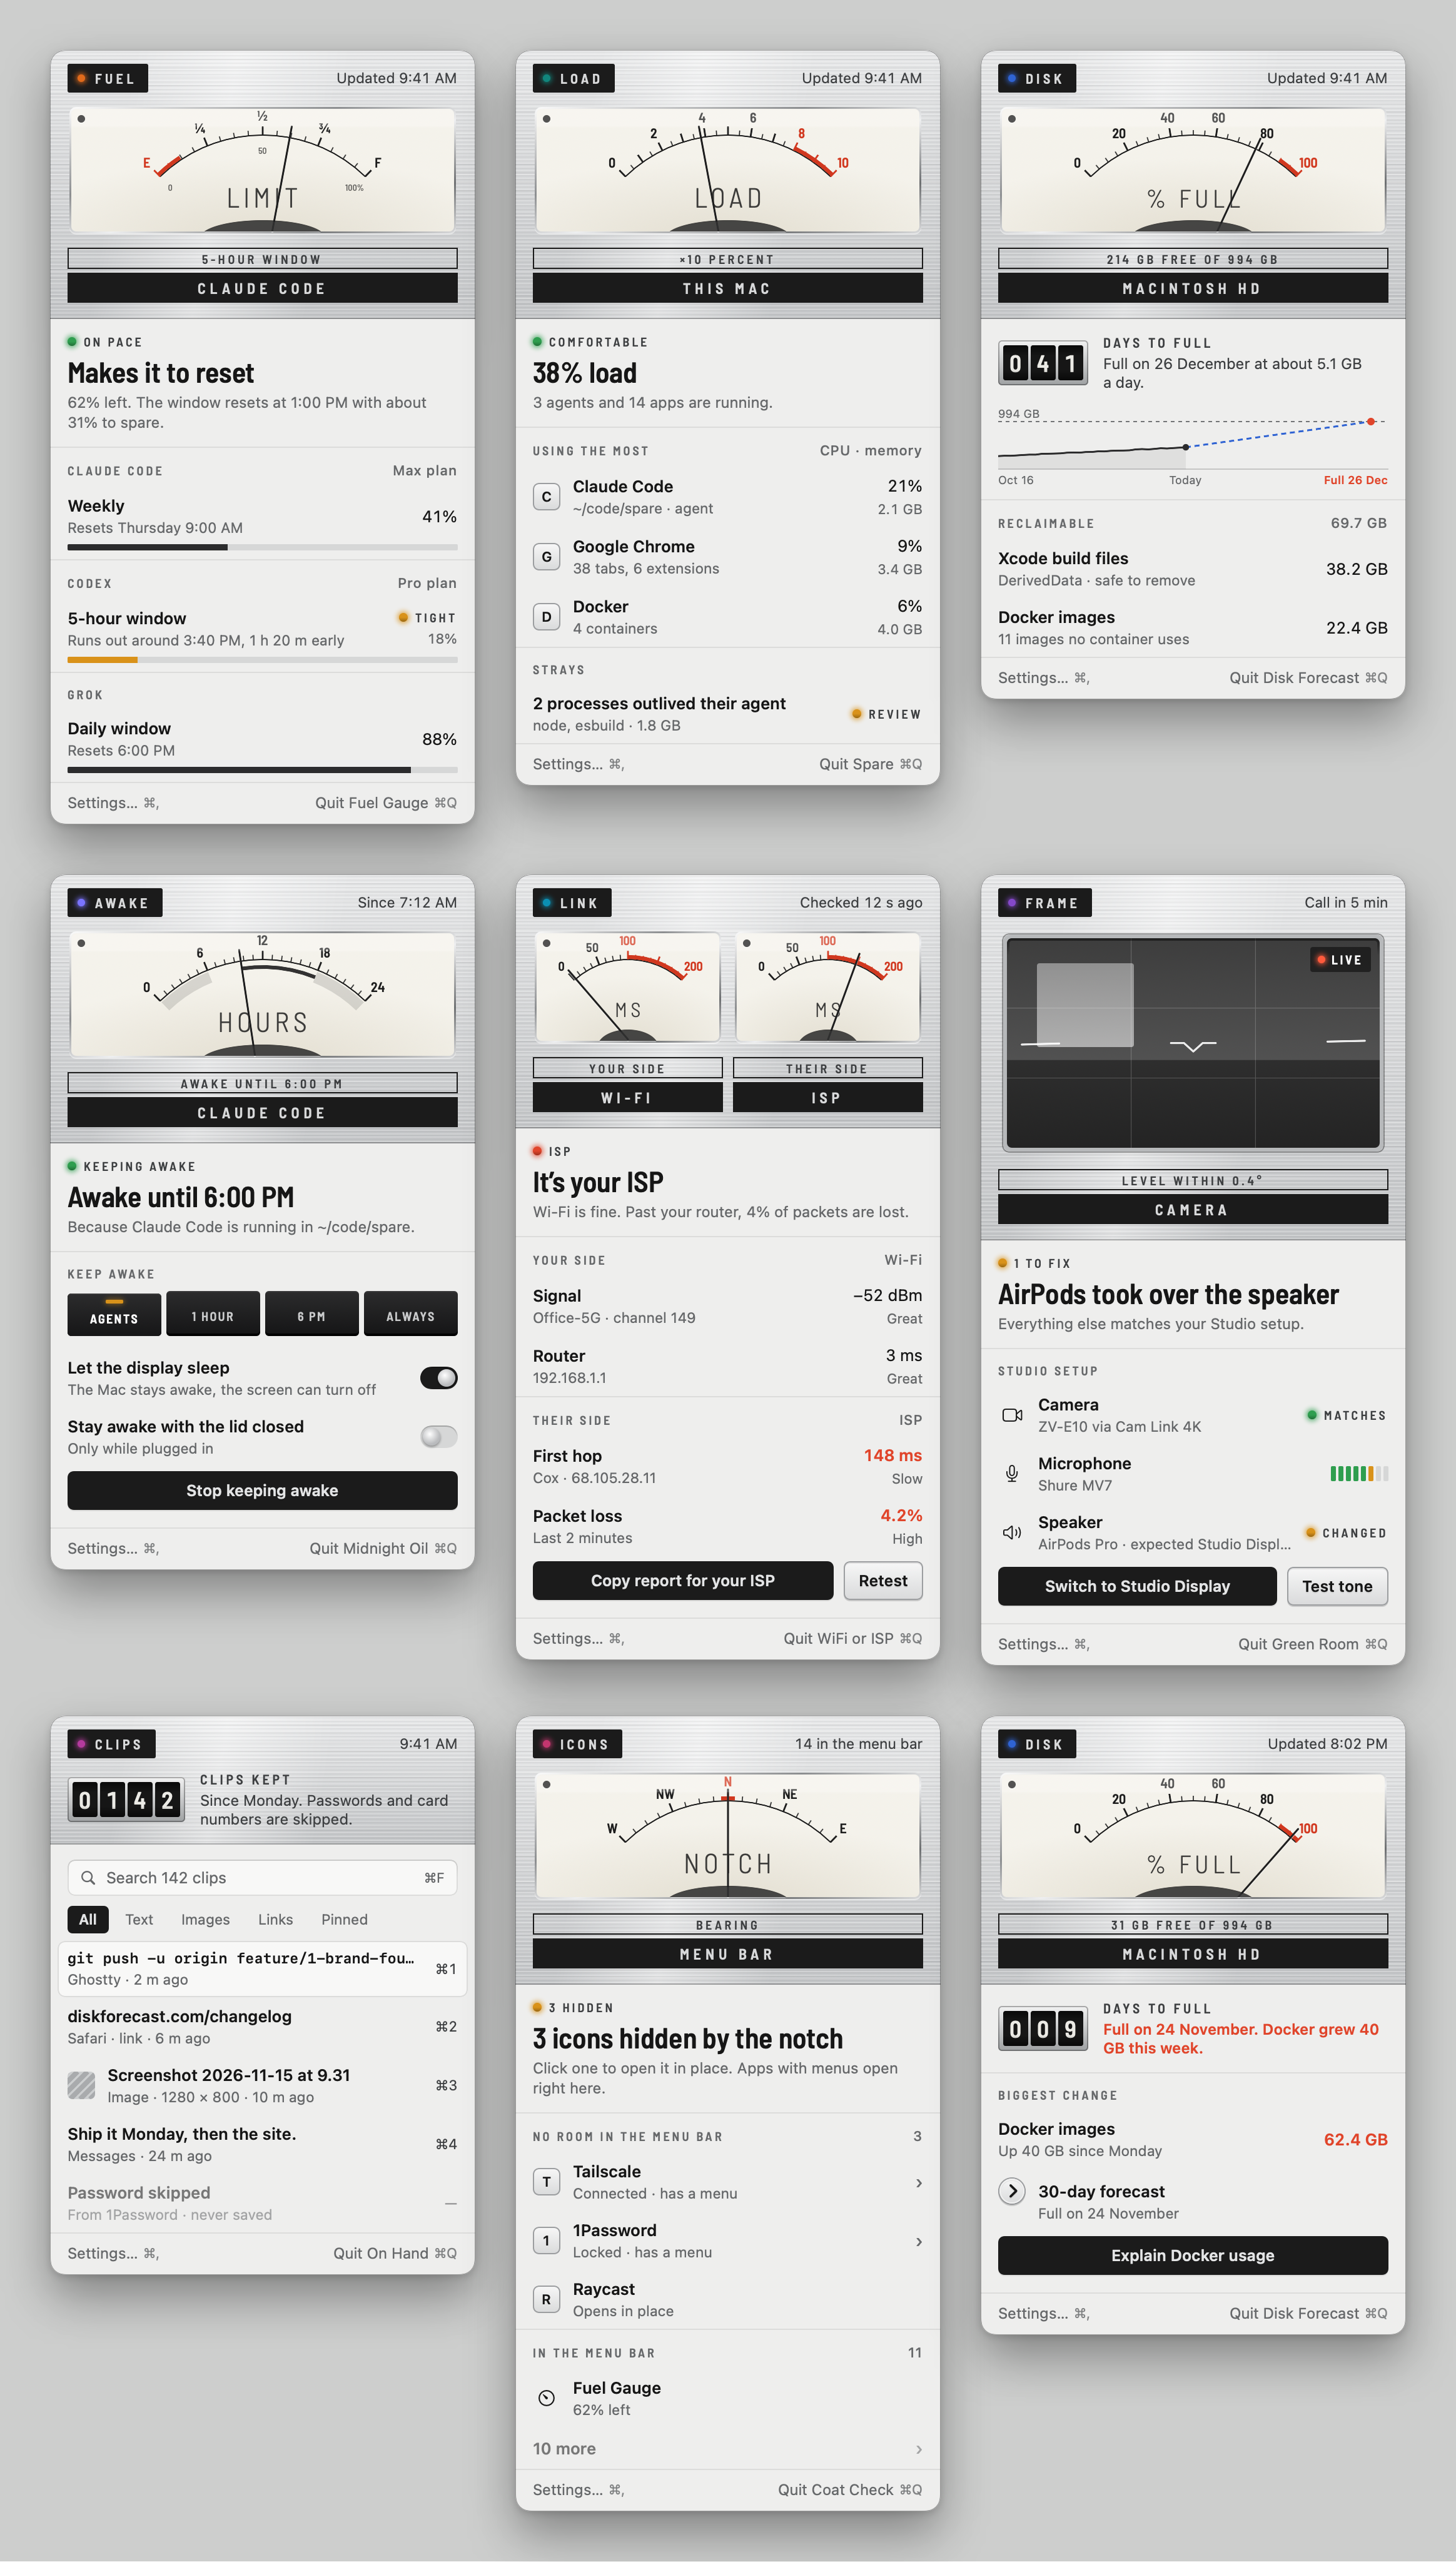 FUEL
Updated 9:41 AM
E ¼ ½ ¾ F
0 50 100%
LIMIT
5-HOUR WINDOW
CLAUDE CODE
ON PACE
Makes it to reset
62% left. The window resets at 1:00 PM with about
31% to spare.
CLAUDE CODE Max plan
Weekly
Resets Thursday 9:00 AM
41%
CODEX Pro plan
5-hour window
TIGHT
Runs out around 3:40 PM, 1 h 20 m early
18%
GROK
Daily window
Resets 6:00 PM
88%
Settings... ⌘,
Quit Fuel Gauge ⌘Q
LOAD
Updated 9:41 AM
0 2 4 6 8 10
LOAD
×10 PERCENT
THIS MAC
COMFORTABLE
38% load
3 agents and 14 apps are running.
USING THE MOST CPU · memory
C
Claude Code 21%
~/code/spare · agent 2.1 GB
G
Google Chrome 9%
38 tabs, 6 extensions 3.4 GB
D
Docker 6%
4 containers 4.0 GB
STRAYS
2 processes outlived their agent
node, esbuild · 1.8 GB
REVIEW
Settings... ⌘,
Quit Spare ⌘Q
DISK
Updated 9:41 AM
0 20 40 60 80 100
% FULL
214 GB FREE OF 994 GB
MACINTOSH HD
041
DAYS TO FULL
Full on 26 December at about 5.1 GB
a day.
994 GB
Oct 16 Today Full 26 Dec
RECLAIMABLE 69.7 GB
Xcode build files
DerivedData · safe to remove
38.2 GB
Docker images
11 images no container uses
22.4 GB
Settings... ⌘,
Quit Disk Forecast ⌘Q
AWAKE
Since 7:12 AM
0 6 12 18 24
HOURS
AWAKE UNTIL 6:00 PM
CLAUDE CODE
KEEPING AWAKE
Awake until 6:00 PM
Because Claude Code is running in ~/code/spare.
KEEP AWAKE
AGENTS 1 HOUR 6 PM ALWAYS
Let the display sleep
The Mac stays awake, the screen can turn off
Stay awake with the lid closed
Only while plugged in
Stop keeping awake
Settings... ⌘,
Quit Midnight Oil ⌘Q
LINK
Checked 12 s ago
0 50 100 200
MS
0 50 100 200
MS
YOUR SIDE
WI-FI
THEIR SIDE
ISP
ISP
It’s your ISP
Wi-Fi is fine. Past your router, 4% of packets are lost.
YOUR SIDE Wi-Fi
Signal −52 dBm
Office-5G · channel 149 Great
Router 3 ms
192.168.1.1 Great
THEIR SIDE ISP
First hop 148 ms
Cox · 68.105.28.11 Slow
Packet loss 4.2%
Last 2 minutes High
Copy report for your ISP
Retest
Settings... ⌘,
Quit WiFi or ISP ⌘Q
FRAME
Call in 5 min
LIVE
LEVEL WITHIN 0.4°
CAMERA
1 TO FIX
AirPods took over the speaker
Everything else matches your Studio setup.
STUDIO SETUP
Camera
ZV-E10 via Cam Link 4K
MATCHES
Microphone
Shure MV7
Speaker
AirPods Pro · expected Studio Displ...
CHANGED
Switch to Studio Display
Test tone
Settings... ⌘,
Quit Green Room ⌘Q
CLIPS
9:41 AM
0142
CLIPS KEPT
Since Monday. Passwords and card
numbers are skipped.
Search 142 clips ⌘F
All Text Images Links Pinned
git push -u origin feature/1-brand-fou…
Ghostty · 2 m ago
⌘1
diskforecast.com/changelog
Safari · link · 6 m ago
⌘2
Screenshot 2026-11-15 at 9.31
Image · 1280 × 800 · 10 m ago
⌘3
Ship it Monday, then the site.
Messages · 24 m ago
⌘4
Password skipped
From 1Password · never saved
—
Settings... ⌘,
Quit On Hand ⌘Q
ICONS
14 in the menu bar
W NW N NE E
NOTCH
BEARING
MENU BAR
3 HIDDEN
3 icons hidden by the notch
Click one to open it in place. Apps with menus open
right here.
NO ROOM IN THE MENU BAR 3
T
Tailscale
Connected · has a menu
›
1
1Password
Locked · has a menu
›
R
Raycast
Opens in place
IN THE MENU BAR 11
Fuel Gauge
62% left
10 more ›
Settings... ⌘,
Quit Coat Check ⌘Q
DISK
Updated 8:02 PM
0 20 40 60 80 100
% FULL
31 GB FREE OF 994 GB
MACINTOSH HD
009
DAYS TO FULL
Full on 24 November. Docker grew 40
GB this week.
BIGGEST CHANGE
Docker images
Up 40 GB since Monday
62.4 GB
30-day forecast
Full on 24 November
Explain Docker usage
Settings... ⌘,
Quit Disk Forecast ⌘Q